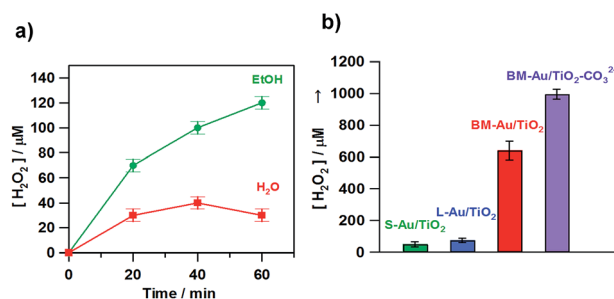 a)
[H₂O₂] / μM
140
120
100
80
60
40
20
0
EtOH
H₂O
0 20 40 60
Time / min
b)
↑
[H₂O₂] / μM
1200
1000
800
600
400
200
0
S-Au/TiO₂
L-Au/TiO₂
BM-Au/TiO₂
BM-Au/TiO₂-CO₃²⁻